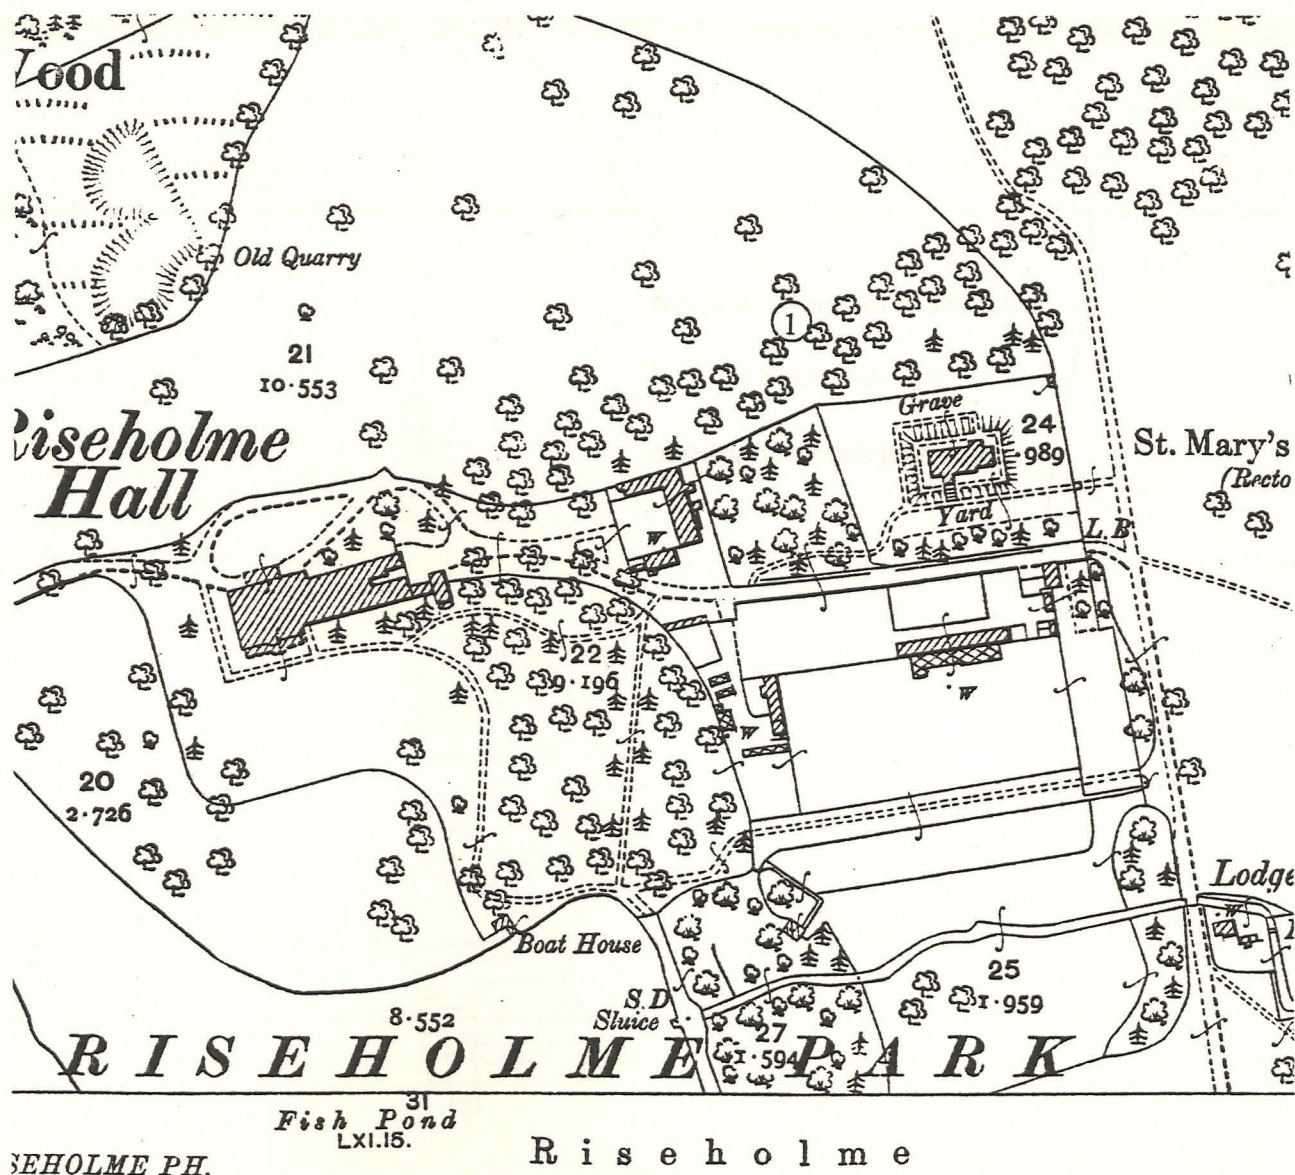 Wood
Old Quarry
1
21
10·553
Riseholme
Hall
Grave
24
·989
Yard
St. Mary's
(Recto
L.B
W
22
9·196
W
W
20
2·726
Lodge
W
Boat House
25
1·959
S.D
Sluice
27
1·594
8·552
RISEHOLME PARK
31
Fish Pond
LXI.15.
Riseholme
SEHOLME PH.